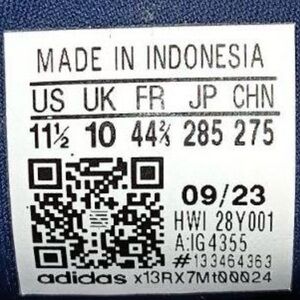 MADE IN INDONESIA
US UK FR JP CHN
11½ 10 44⅔ 285 275
09/23
HWI 28Y001
A:IG4355
#133464363
adidas x13RX7Mt00024